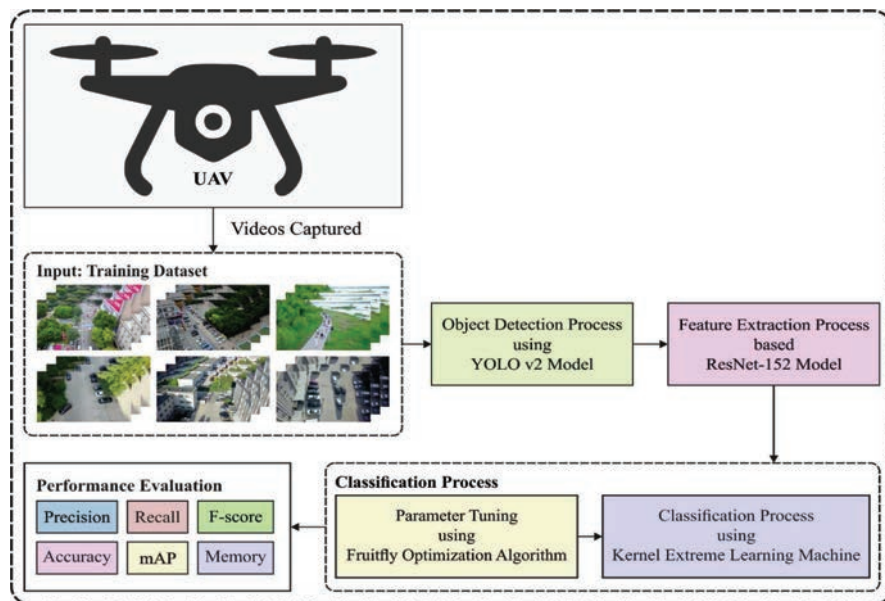 UAV
Videos Captured
Input: Training Dataset
Object Detection Process
using
YOLO v2 Model
Feature Extraction Process
based
ResNet-152 Model
Classification Process
Parameter Tuning
using
Fruitfly Optimization Algorithm
Classification Process
using
Kernel Extreme Learning Machine
Performance Evaluation
Precision
Recall
F-score
Accuracy
mAP
Memory